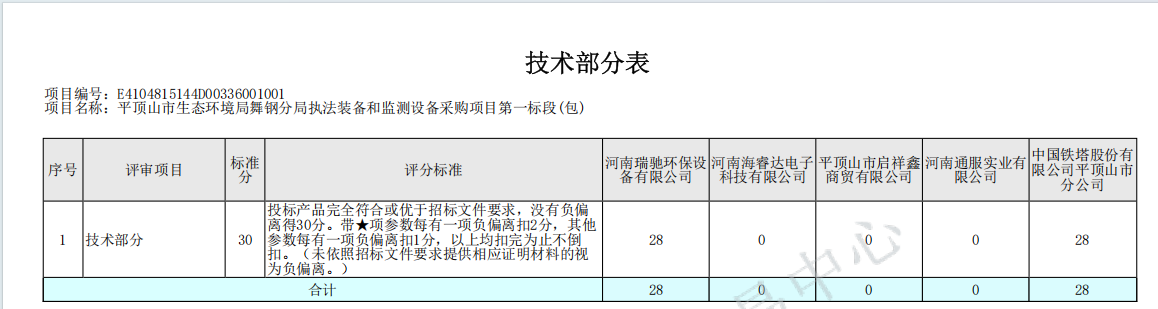 技术部分表
项目编号：E4104815144D00336001001
项目名称：平顶山市生态环境局舞钢分局执法装备和监测设备采购项目第一标段(包)
序号
评审项目
标准
分
评分标准
河南瑞驰环保设
备有限公司
河南海睿达电子
科技有限公司
平顶山市启祥鑫
商贸有限公司
河南通服实业有
限公司
中国铁塔股份有
限公司平顶山市
分公司
1
技术部分
30
投标产品完全符合或优于招标文件要求，没有负偏
离得30分。带★项参数每有一项负偏离扣2分，其他
参数每有一项负偏离扣1分，以上均扣完为止不倒
扣。（未依照招标文件要求提供相应证明材料的视
为负偏离。）
28
0
0
0
28
合计
28
0
0
0
28
易中心